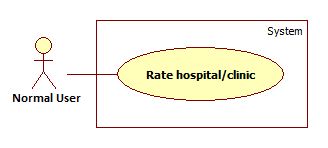 System
Rate hospital/clinic
Normal User